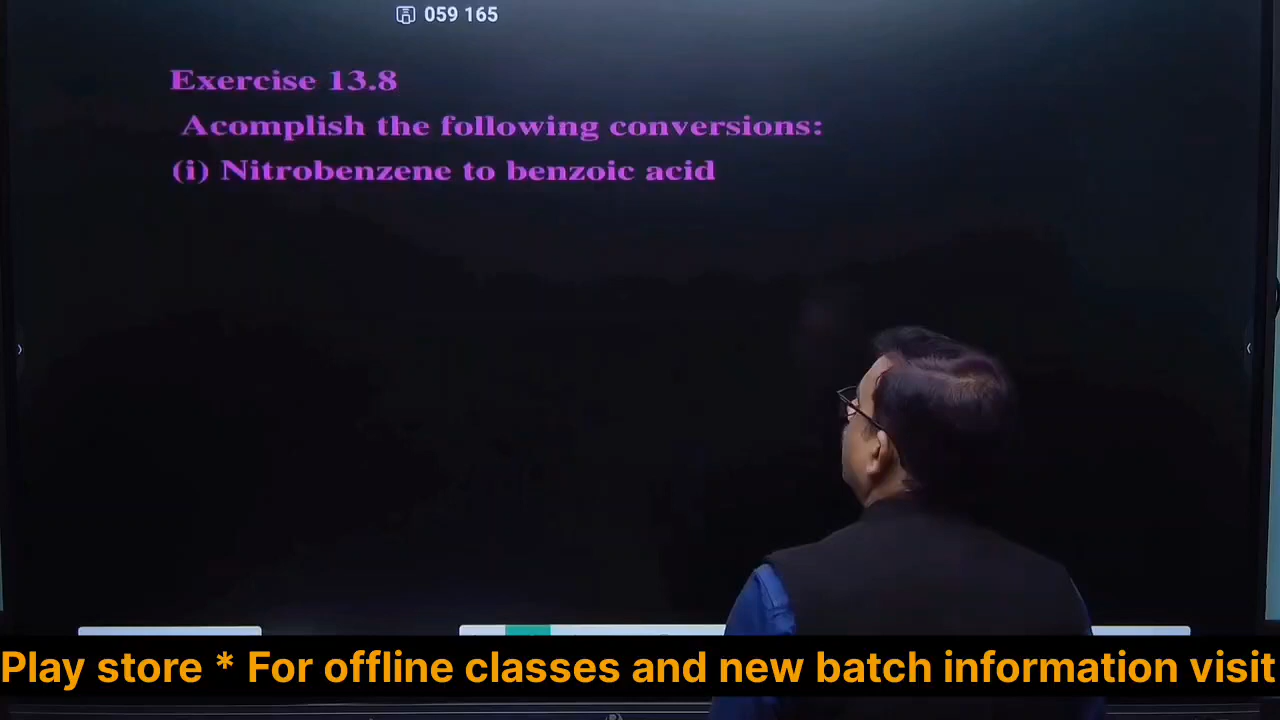 059 165
Exercise 13.8
Acomplish the following conversions:
(i) Nitrobenzene to benzoic acid
Play store * For offline classes and new batch information visit